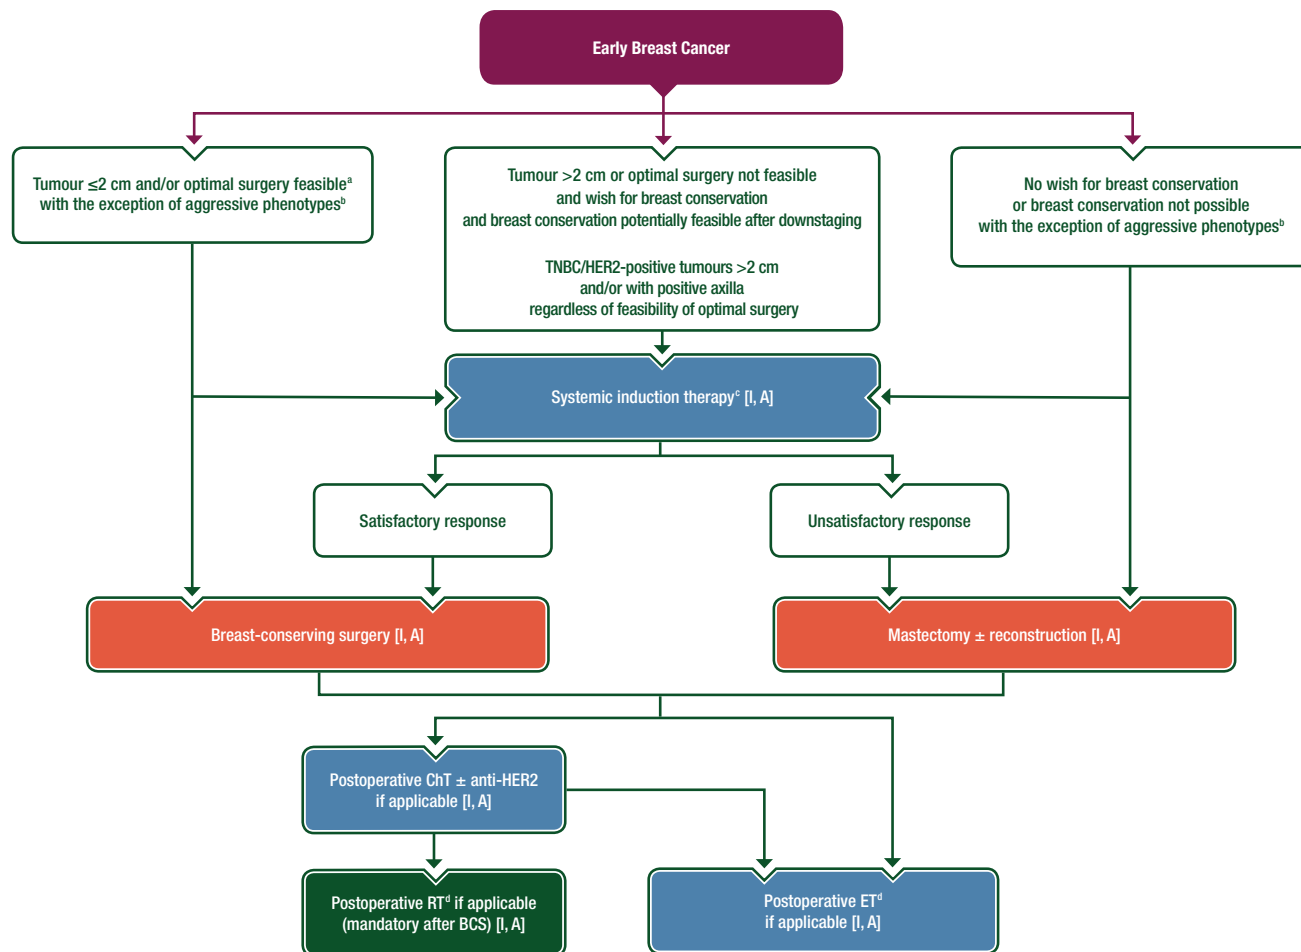 Early Breast Cancer
Tumour ≤2 cm and/or optimal surgery feasibleᵃ
with the exception of aggressive phenotypesᵇ
Tumour >2 cm or optimal surgery not feasible
and wish for breast conservation
and breast conservation potentially feasible after downstaging
TNBC/HER2-positive tumours >2 cm
and/or with positive axilla
regardless of feasibility of optimal surgery
No wish for breast conservation
or breast conservation not possible
with the exception of aggressive phenotypesᵇ
Systemic induction therapyᶜ [I, A]
Satisfactory response
Unsatisfactory response
Breast-conserving surgery [I, A]
Mastectomy ± reconstruction [I, A]
Postoperative ChT ± anti-HER2
if applicable [I, A]
Postoperative RTᵈ if applicable
(mandatory after BCS) [I, A]
Postoperative ETᵈ
if applicable [I, A]